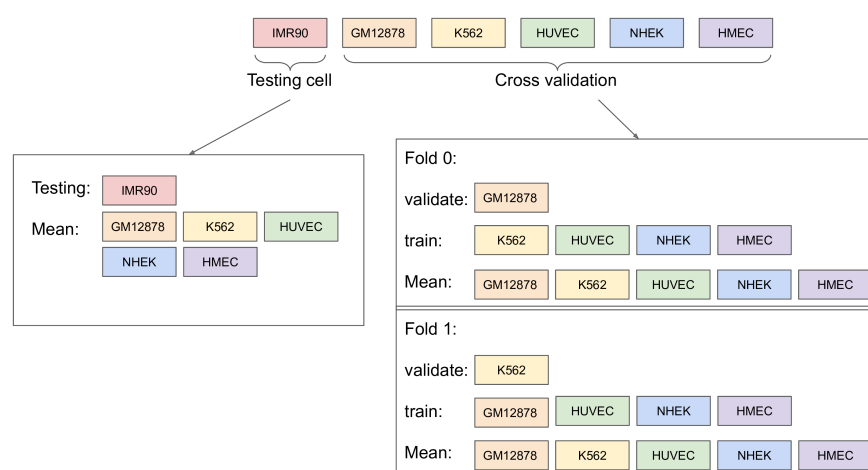 IMR90 GM12878 K562 HUVEC NHEK HMEC
Testing cell Cross validation
Testing: IMR90
Mean: GM12878 K562 HUVEC
NHEK HMEC
Fold 0:
validate: GM12878
train: K562 HUVEC NHEK HMEC
Mean: GM12878 K562 HUVEC NHEK HMEC
Fold 1:
validate: K562
train: GM12878 HUVEC NHEK HMEC
Mean: GM12878 K562 HUVEC NHEK HMEC